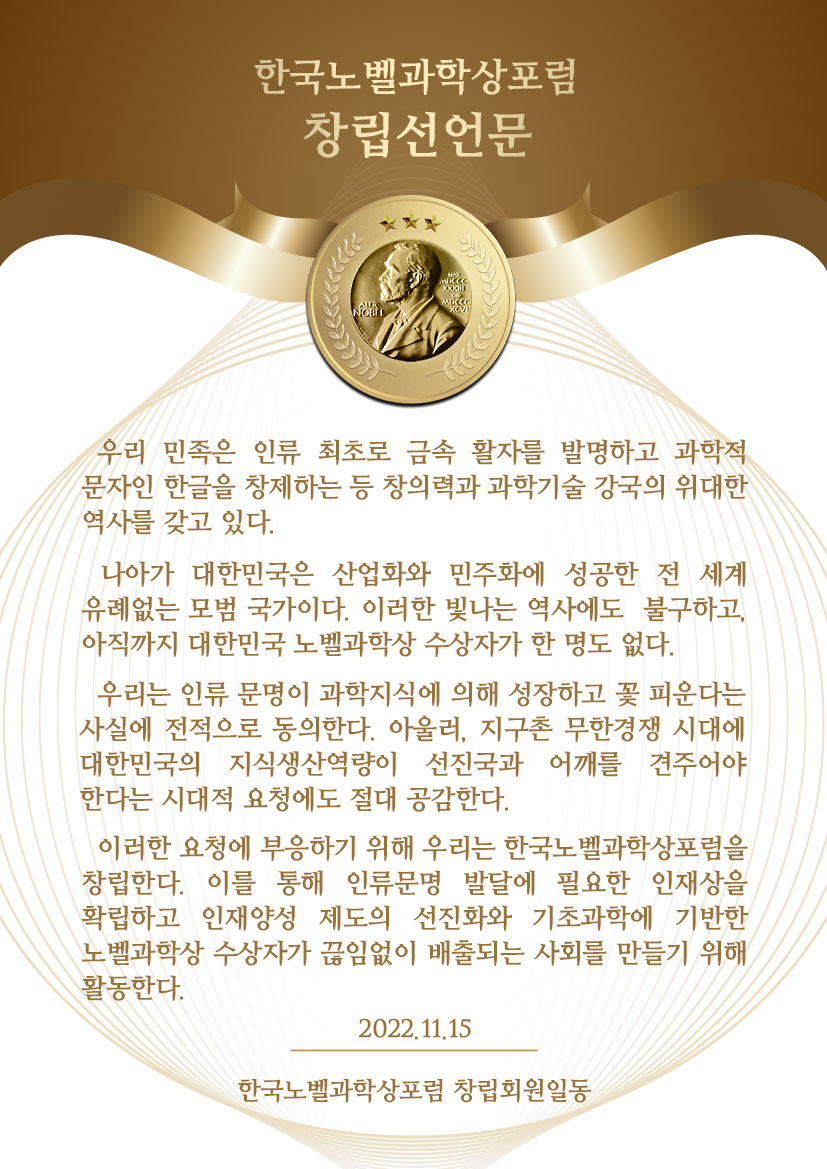 한국노벨과학상포럼
창립선언문
ALFR·
NOBEL
NAT·
MDCCC
XXXIII
OB·
MDCCC
XCVI
우리 민족은 인류 최초로 금속 활자를 발명하고 과학적
문자인 한글을 창제하는 등 창의력과 과학기술 강국의 위대한
역사를 갖고 있다.
나아가 대한민국은 산업화와 민주화에 성공한 전 세계
유례없는 모범 국가이다. 이러한 빛나는 역사에도 불구하고,
아직까지 대한민국 노벨과학상 수상자가 한 명도 없다.
우리는 인류 문명이 과학지식에 의해 성장하고 꽃 피운다는
사실에 전적으로 동의한다. 아울러, 지구촌 무한경쟁 시대에
대한민국의 지식생산역량이 선진국과 어깨를 견주어야
한다는 시대적 요청에도 절대 공감한다.
이러한 요청에 부응하기 위해 우리는 한국노벨과학상포럼을
창립한다. 이를 통해 인류문명 발달에 필요한 인재상을
확립하고 인재양성 제도의 선진화와 기초과학에 기반한
노벨과학상 수상자가 끊임없이 배출되는 사회를 만들기 위해
활동한다.
2022.11.15
한국노벨과학상포럼 창립회원일동